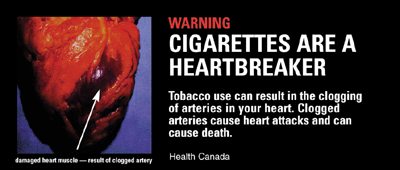 WARNING
CIGARETTES ARE A
HEARTBREAKER
Tobacco use can result in the clogging
of arteries in your heart. Clogged
arteries cause heart attacks and can
cause death.
Health Canada
damaged heart muscle — result of clogged artery